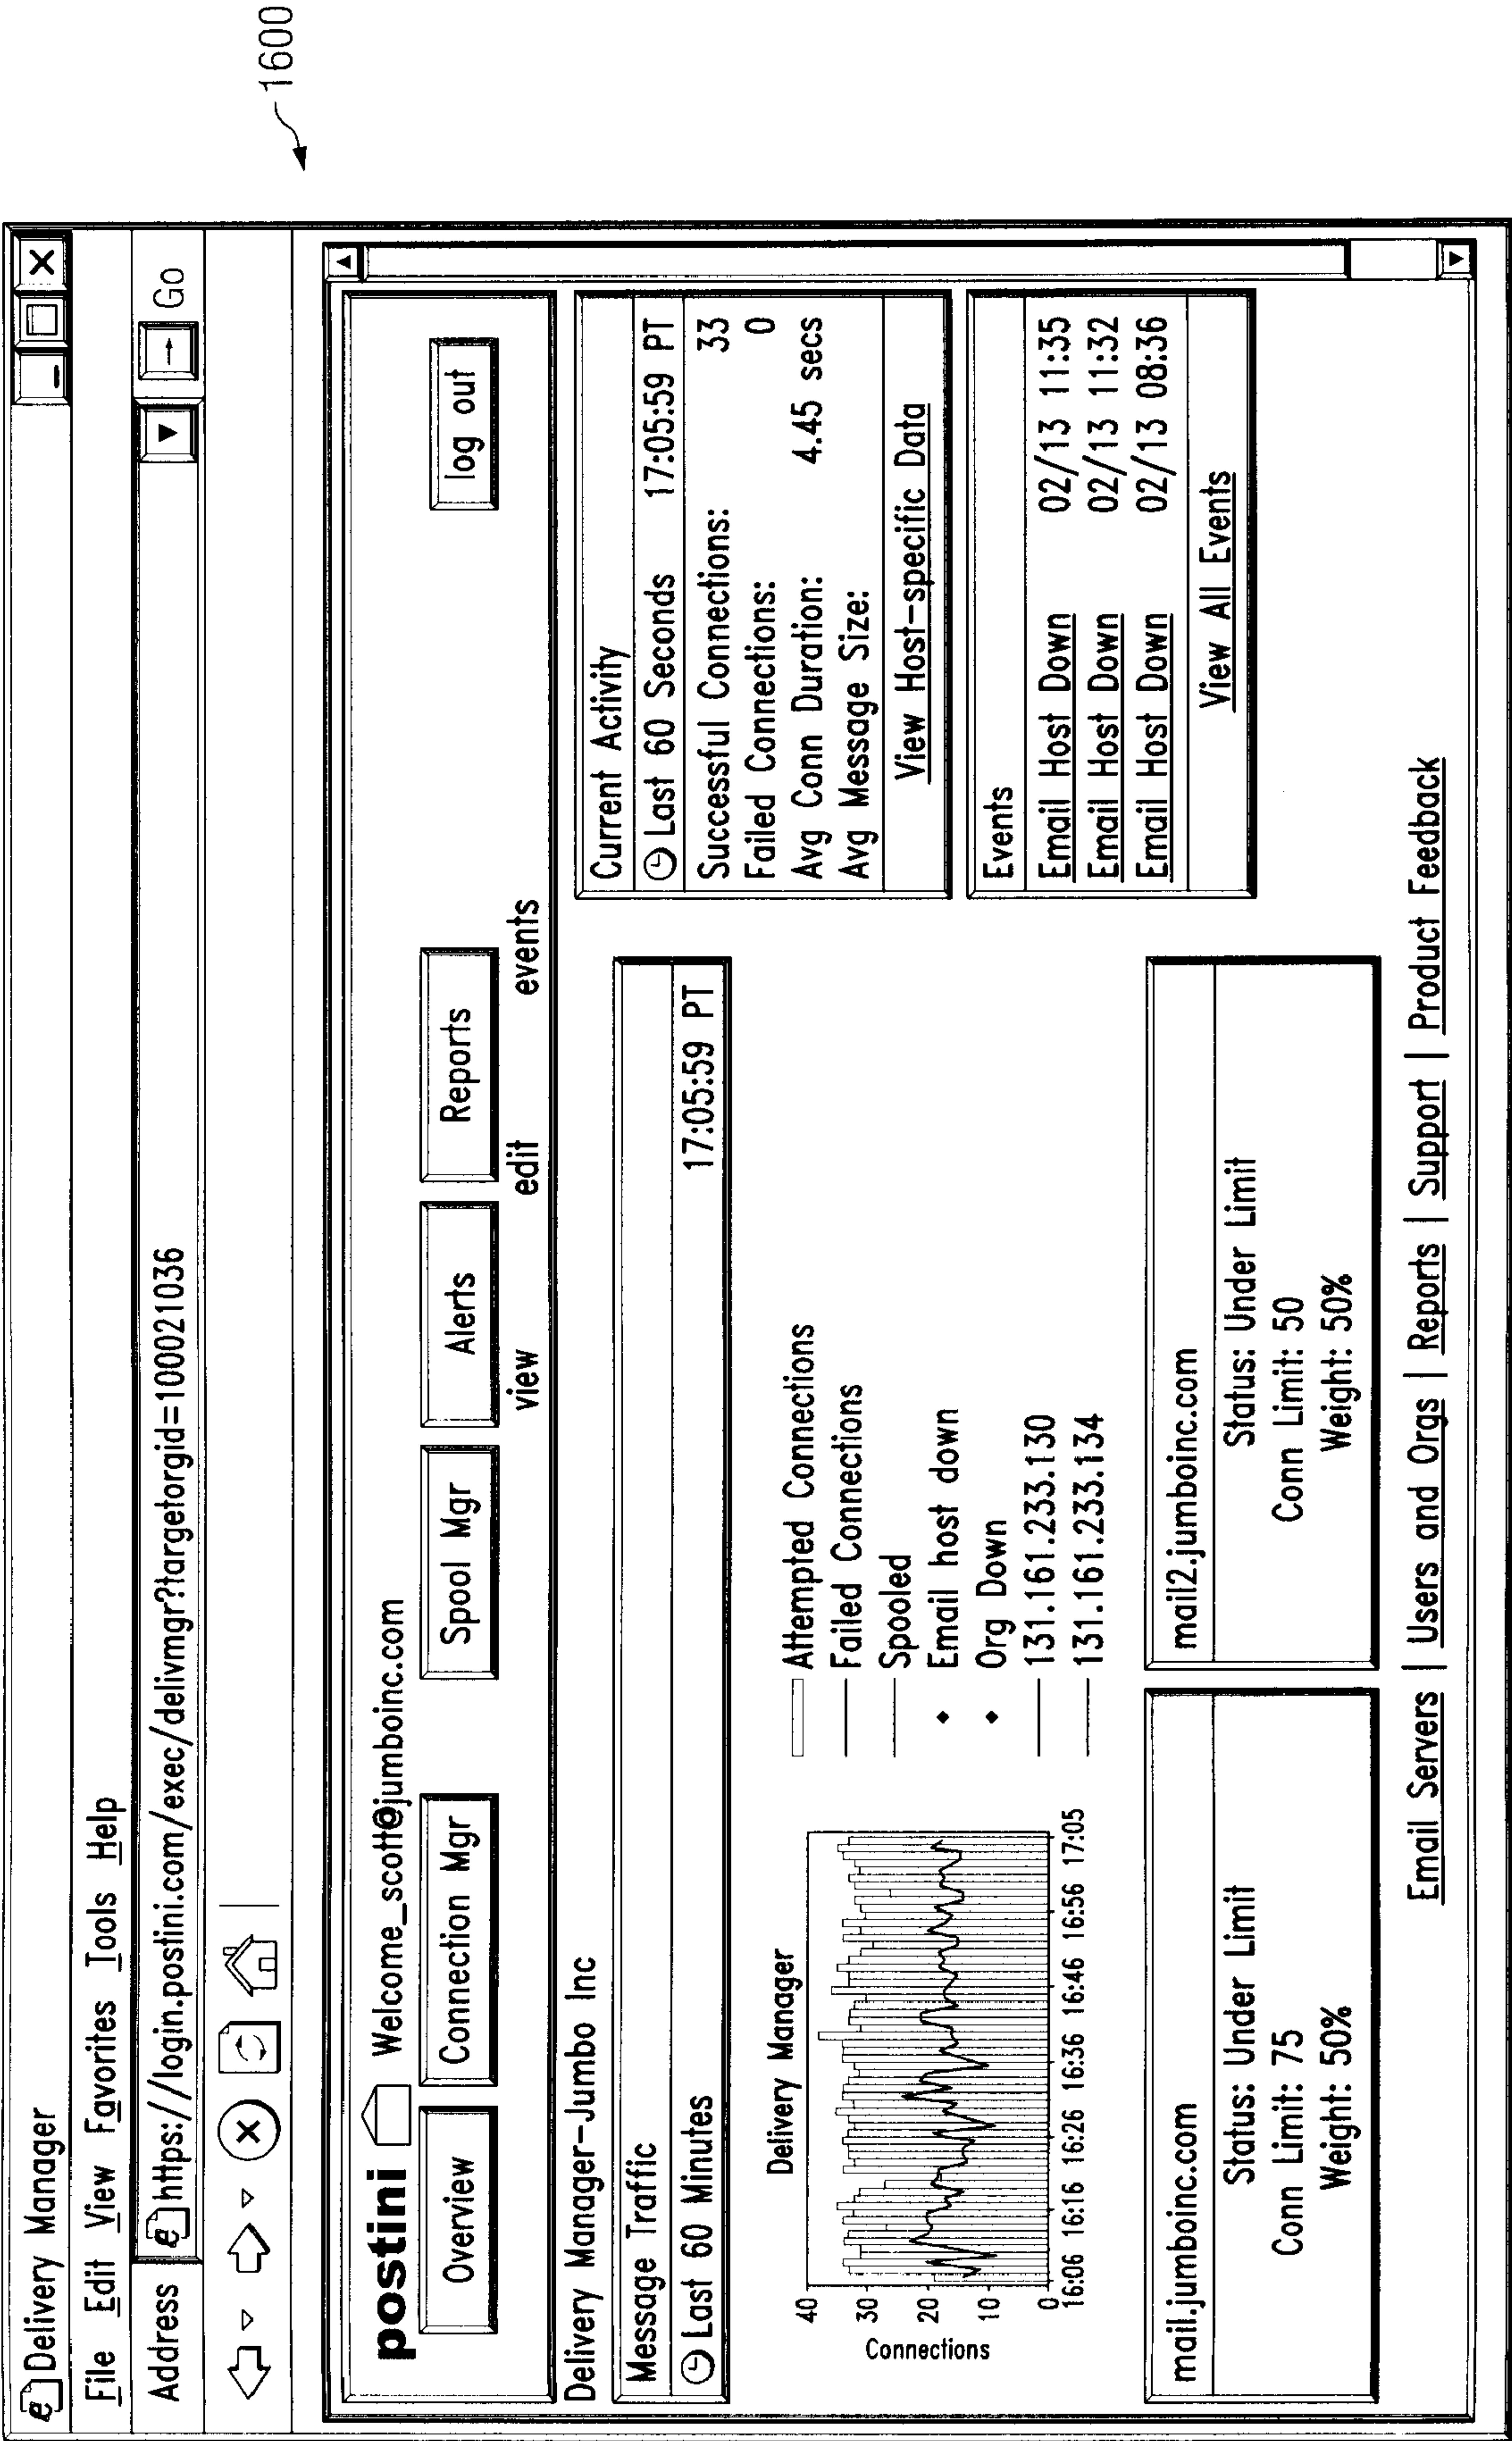 1600
Delivery Manager
File Edit View Favorites Tools Help
Address https://login.postini.com/exec/delivmgr?targetorgid=100021036 Go
postini Welcome_scott@jumboinc.com
log out
Overview Connection Mgr Spool Mgr Alerts Reports
view edit events
Delivery Manager-Jumbo Inc
Message Traffic
Last 60 Minutes 17:05:59 PT
Delivery Manager
Connections
40
30
20
10
0
16:06 16:16 16:26 16:36 16:46 16:56 17:05
Attempted Connections
Failed Connections
Spooled
Email host down
Org Down
131.161.233.130
131.161.233.134
Current Activity
Last 60 Seconds 17:05:59 PT
Successful Connections: 33
Failed Connections: 0
Avg Conn Duration: 4.45 secs
Avg Message Size:
View Host-specific Data
Events
Email Host Down 02/13 11:35
Email Host Down 02/13 11:32
Email Host Down 02/13 08:36
View All Events
mail.jumboinc.com
Status: Under Limit
Conn Limit: 75
Weight: 50%
mail2.jumboinc.com
Status: Under Limit
Conn Limit: 50
Weight: 50%
Email Servers | Users and Orgs | Reports | Support | Product Feedback